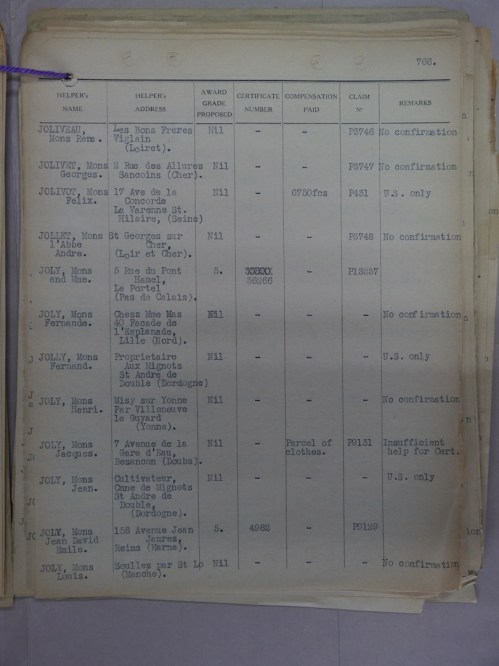 766.
HELPER's NAME HELPER's ADDRESS AWARD GRADE PROPOSED CERTIFICATE NUMBER COMPENSATION PAID CLAIM Nº REMARKS
JOLIVEAU, Les Bons Freres Nil - - P3746 No confirmation
Mons Rene. Viglain
(Loiret).
JOLIVET, Mons 2 Rue des Allures Nil - - P3747 No confirmation
Georges. Sancoins (Cher).
JOLIVOT, Mons 17 Ave de la Nil - 6750fns P431 U.S. only
Felix. Concorde
La Varenne St.
Hilaire, (Seine)
JOLLET, Mons St Georges sur Nil - - P3748 No confirmation
l'Abbe Cher,
Andre. (Loir et Cher).
JOLY, Mons 8 Rue du Pont S. - P13237
and Mme. Hamel, 36266
Le Portel
(Pas de Calais).
JOLY, Mons Chez Mme Mas Nil - - No confirmation
Fernande. 40 Facade de
l'Esplanade,
Lille (Nord).
JOLLY, Mons Proprietaire Nil - - U.S. only
Fernand. Aux Mignots
St Andre de
Double (Dordogne)
JOLY, Mons Misy sur Yonne Nil - - No confirmation
Henri. Par Villeneuve
la Guyard
(Yonne).
JOLY, Mons 7 Avenue de la Nil - Parcel of P9131 Insufficient
Jacques. Gare d'Eau, clothes. help for Cert.
Besancon (Doubs).
JOLY, Mons Cultivateur, Nil - - U.S. only
Jean. Cune de Mignots
St Andre de
Double,
(Dordogne).
JOLY, Mons 158 Avenue Jean S. 4982 - P9129
Jean David Jaures,
Emile. Reims (Marne).
JOLY, Mons Soulles par St Lo Nil - - No confirmation
Louis. (Manche).